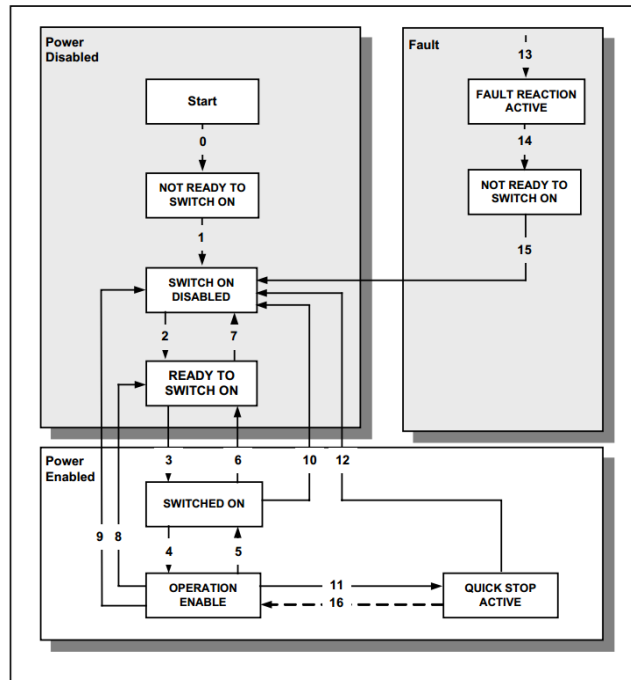 Power
Disabled
Start
0
NOT READY TO
SWITCH ON
1
SWITCH ON
DISABLED
2
7
READY TO
SWITCH ON
Fault
13
FAULT REACTION
ACTIVE
14
NOT READY TO
SWITCH ON
15
Power
Enabled
3
6
10
12
SWITCHED ON
9
8
4
5
OPERATION
ENABLE
11
16
QUICK STOP
ACTIVE